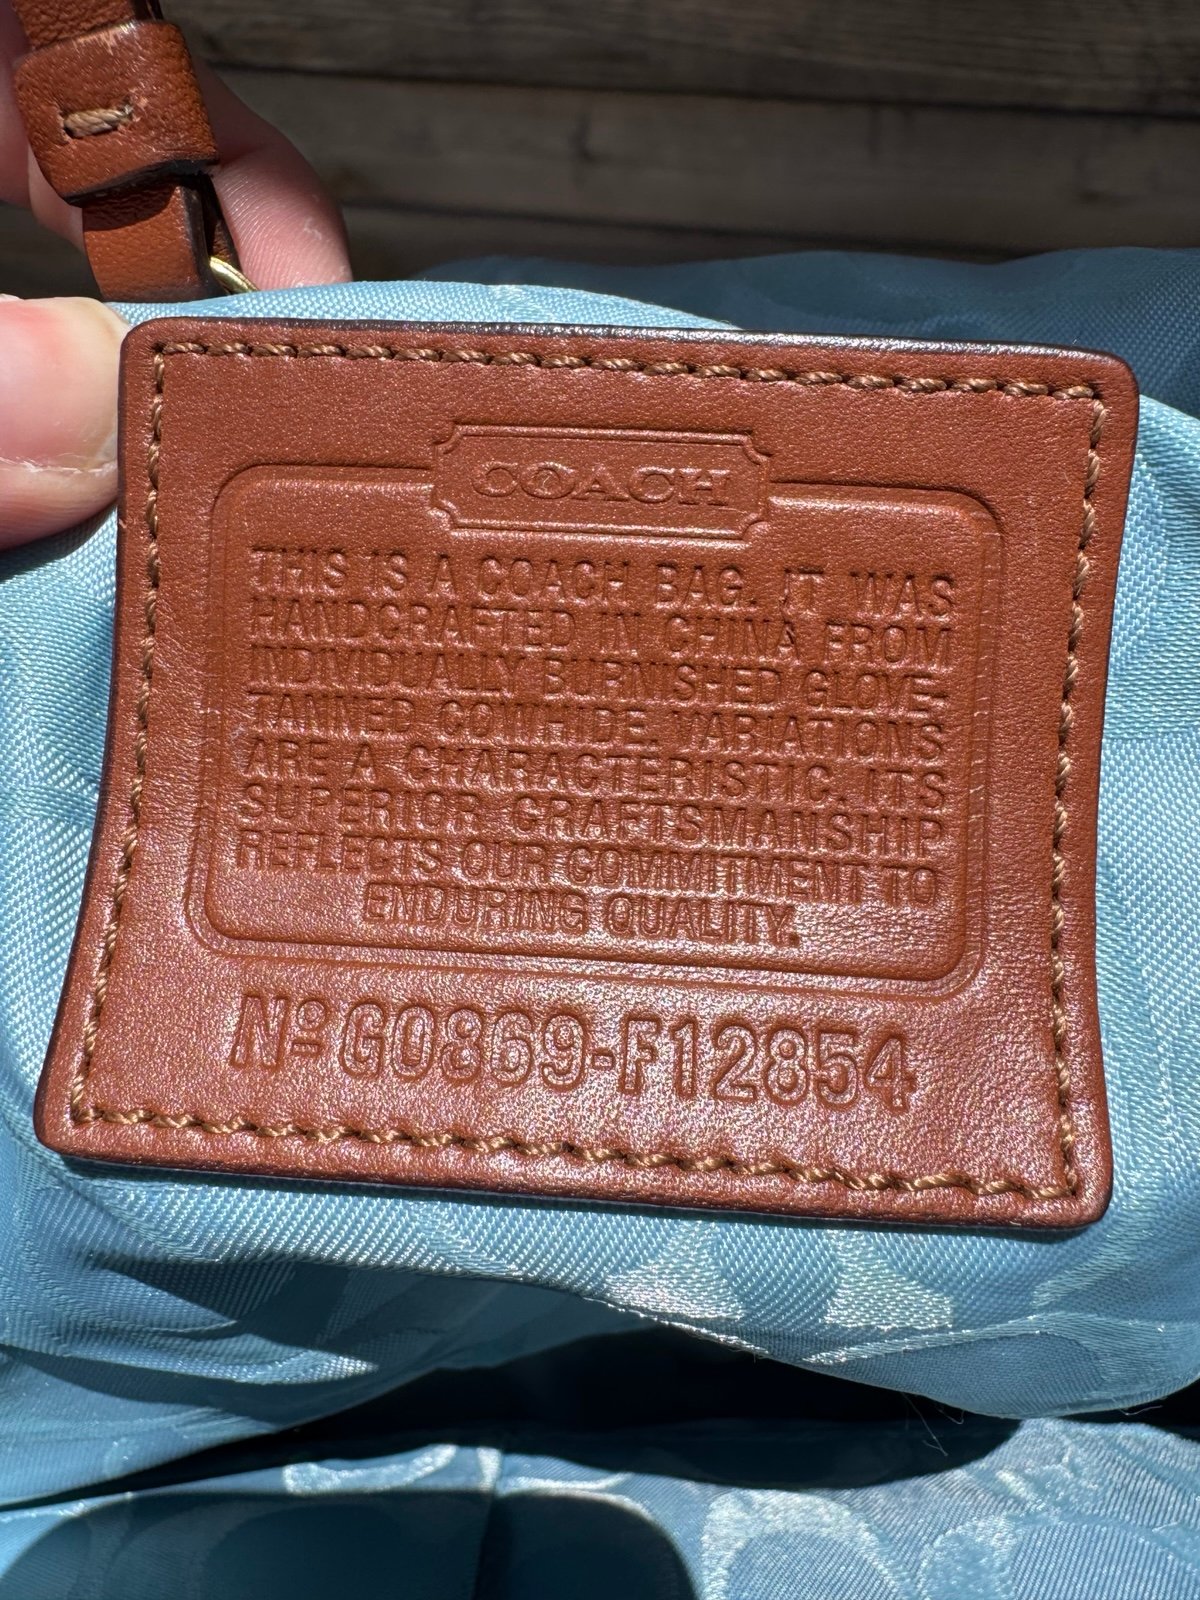 COACH
THIS IS A COACH BAG. IT WAS
HANDCRAFTED IN CHINA FROM
INDIVIDUALLY BURNISHED GLOVE-
TANNED COWHIDE. VARIATIONS
ARE A CHARACTERISTIC. ITS
SUPERIOR CRAFTSMANSHIP
REFLECTS OUR COMMITMENT TO
ENDURING QUALITY.
Nº G0869-F12854